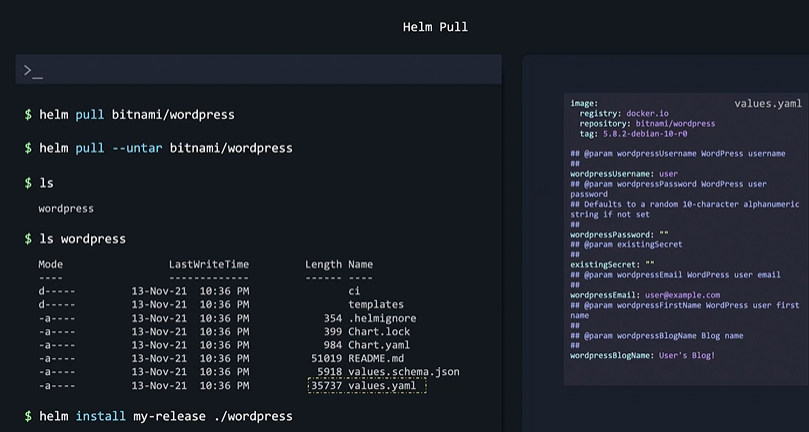 Helm Pull
>_
$ helm pull bitnami/wordpress
$ helm pull --untar bitnami/wordpress
$ ls
wordpress
$ ls wordpress
Mode LastWriteTime Length Name
---- ------------- ------ ----
d----- 13-Nov-21 10:36 PM ci
d----- 13-Nov-21 10:36 PM templates
-a---- 13-Nov-21 10:36 PM 354 .helmignore
-a---- 13-Nov-21 10:36 PM 399 Chart.lock
-a---- 13-Nov-21 10:36 PM 984 Chart.yaml
-a---- 13-Nov-21 10:36 PM 51019 README.md
-a---- 13-Nov-21 10:36 PM 5918 values.schema.json
-a---- 13-Nov-21 10:36 PM 35737 values.yaml
$ helm install my-release ./wordpress
values.yaml
image:
registry: docker.io
repository: bitnami/wordpress
tag: 5.8.2-debian-10-r0
## @param wordpressUsername WordPress username
##
wordpressUsername: user
## @param wordpressPassword WordPress user
password
## Defaults to a random 10-character alphanumeric
string if not set
##
wordpressPassword: ""
## @param existingSecret
##
existingSecret: ""
## @param wordpressEmail WordPress user email
##
wordpressEmail: user@example.com
## @param wordpressFirstName WordPress user first
name
##
## @param wordpressBlogName Blog name
##
wordpressBlogName: User's Blog!